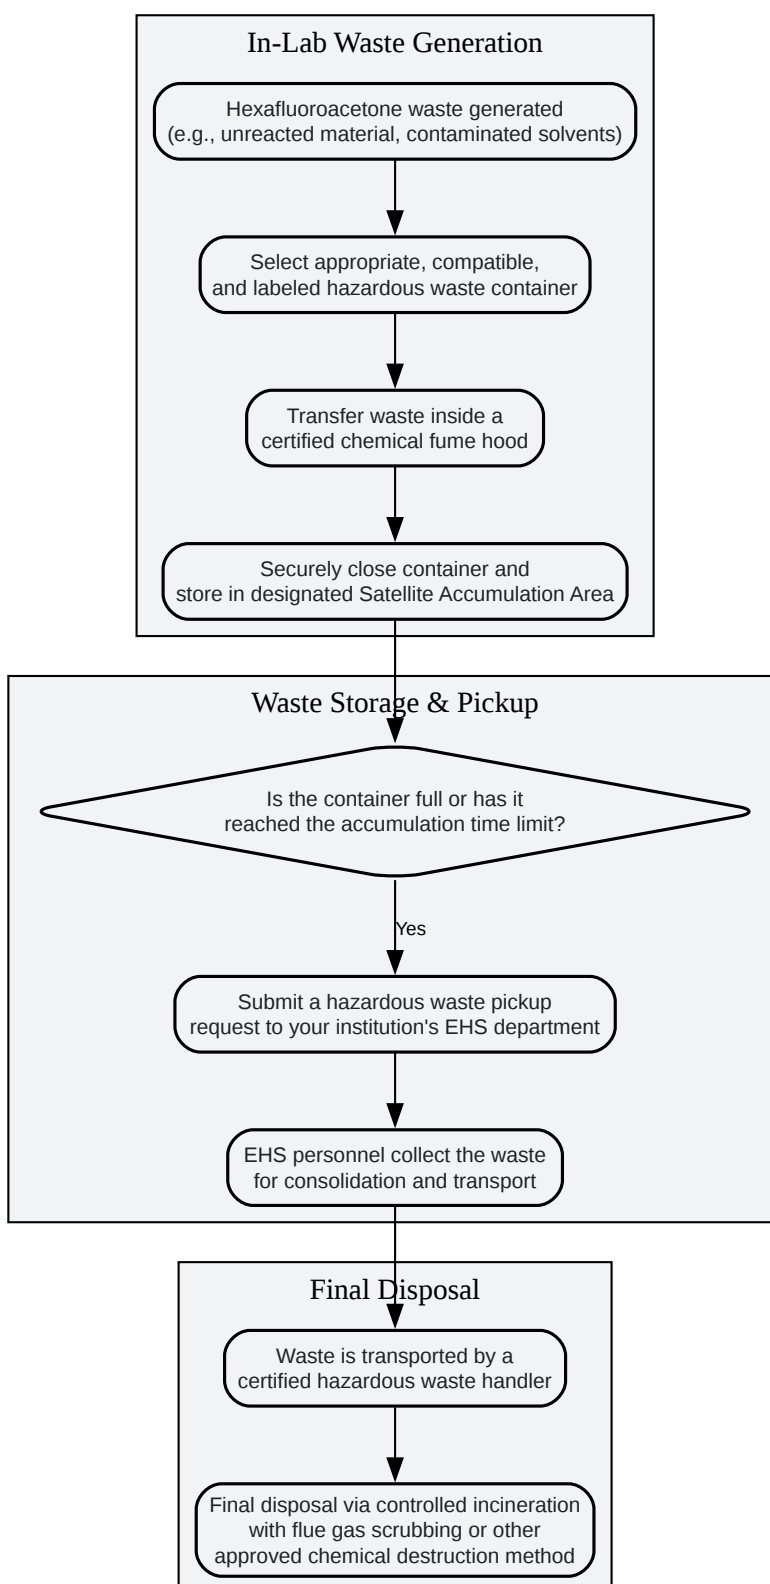 In-Lab Waste Generation
Hexafluoroacetone waste generated
(e.g., unreacted material, contaminated solvents)
Select appropriate, compatible,
and labeled hazardous waste container
Transfer waste inside a
certified chemical fume hood
Securely close container and
store in designated Satellite Accumulation Area
Waste Storage & Pickup
Is the container full or has it
reached the accumulation time limit?
Yes
Submit a hazardous waste pickup
request to your institution's EHS department
EHS personnel collect the waste
for consolidation and transport
Final Disposal
Waste is transported by a
certified hazardous waste handler
Final disposal via controlled incineration
with flue gas scrubbing or other
approved chemical destruction method